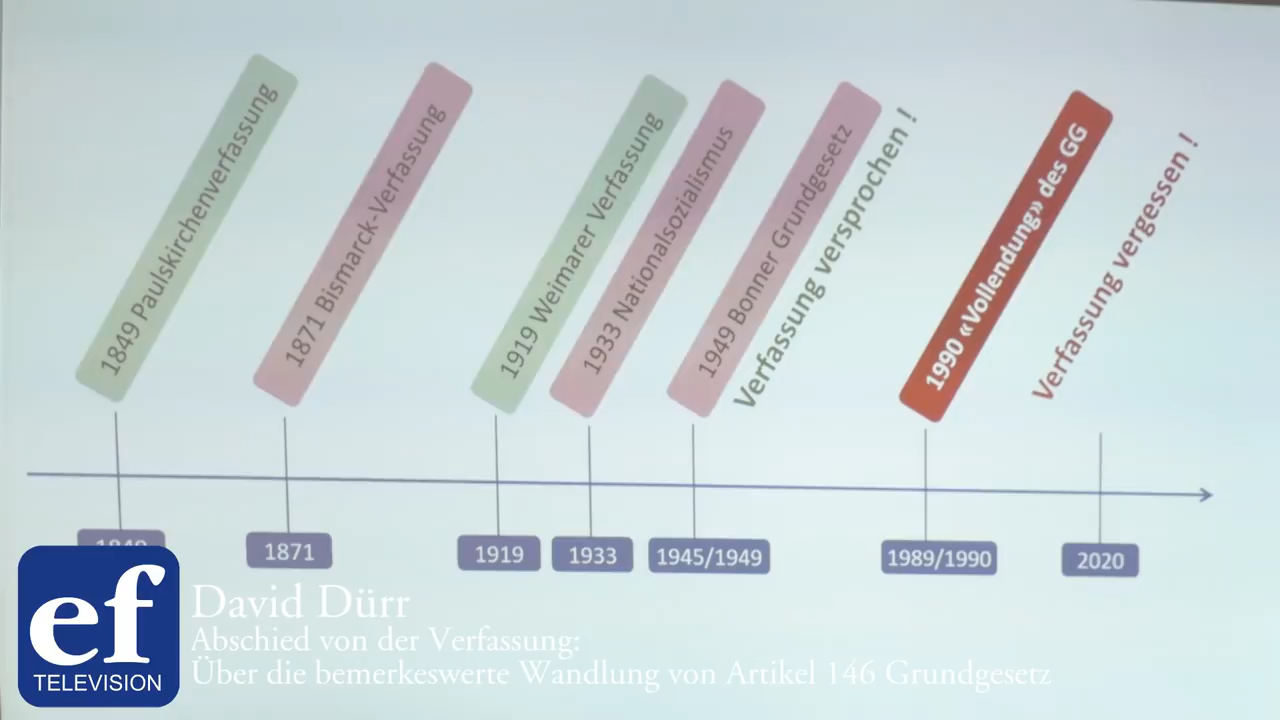 1849 Paulskirchenverfassung
1871 Bismarck-Verfassung
1919 Weimarer Verfassung
1933 Nationalsozialismus
1949 Bonner Grundgesetz
Verfassung versprochen !
1990 «Vollendung» des GG
Verfassung vergessen !
1849
1871
1919
1933
1945/1949
1989/1990
2020
ef
TELEVISION
David Dürr
Abschied von der Verfassung:
Über die bemerkeswerte Wandlung von Artikel 146 Grundgesetz